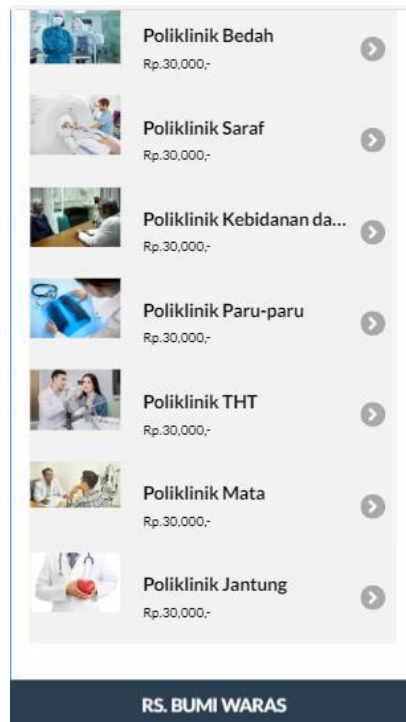 Poliklinik Bedah
Rp.30,000,-
Poliklinik Saraf
Rp.30,000,-
Poliklinik Kebidanan da...
Rp.30,000,-
Poliklinik Paru-paru
Rp.30,000,-
Poliklinik THT
Rp.30,000,-
Poliklinik Mata
Rp.30,000,-
Poliklinik Jantung
Rp.30,000,-
RS. BUMI WARAS